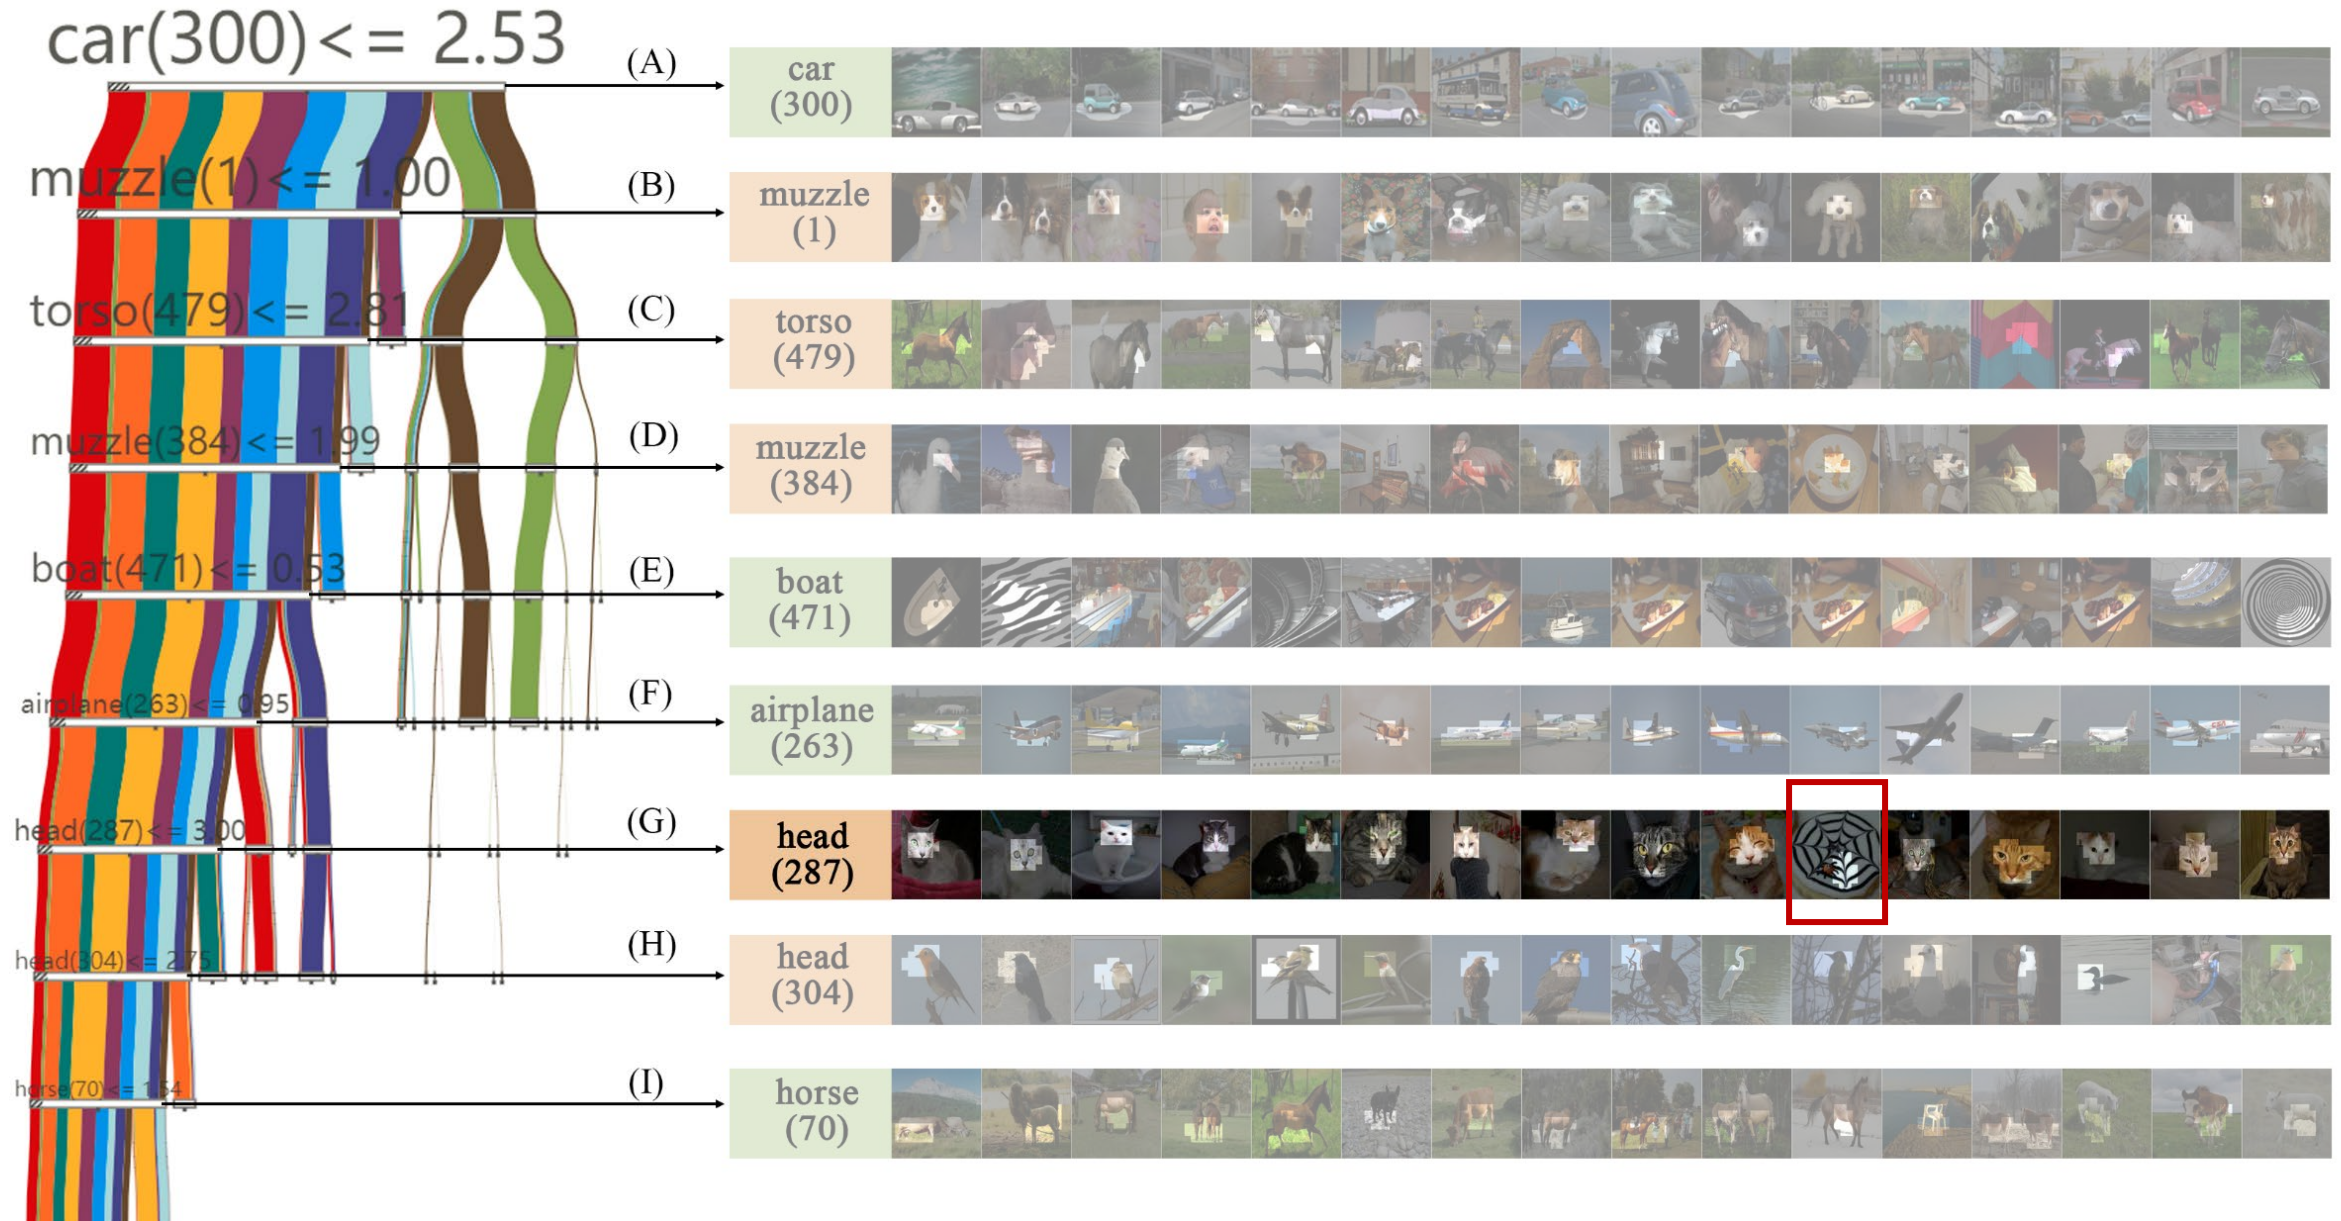 car(300)<= 2.53
(A)
car
(300)
muzzle(1)<= 1.00
(B)
muzzle
(1)
torso(479)<= 2.81
(C)
torso
(479)
muzzle(384)<= 1.99
(D)
muzzle
(384)
boat(471)<= 0.53
(E)
boat
(471)
airplane(263)<= 0.95
(F)
airplane
(263)
head(287)<= 3.00
(G)
head
(287)
head(304)<= 2.75
(H)
head
(304)
horse(70)<= 1.54
(I)
horse
(70)